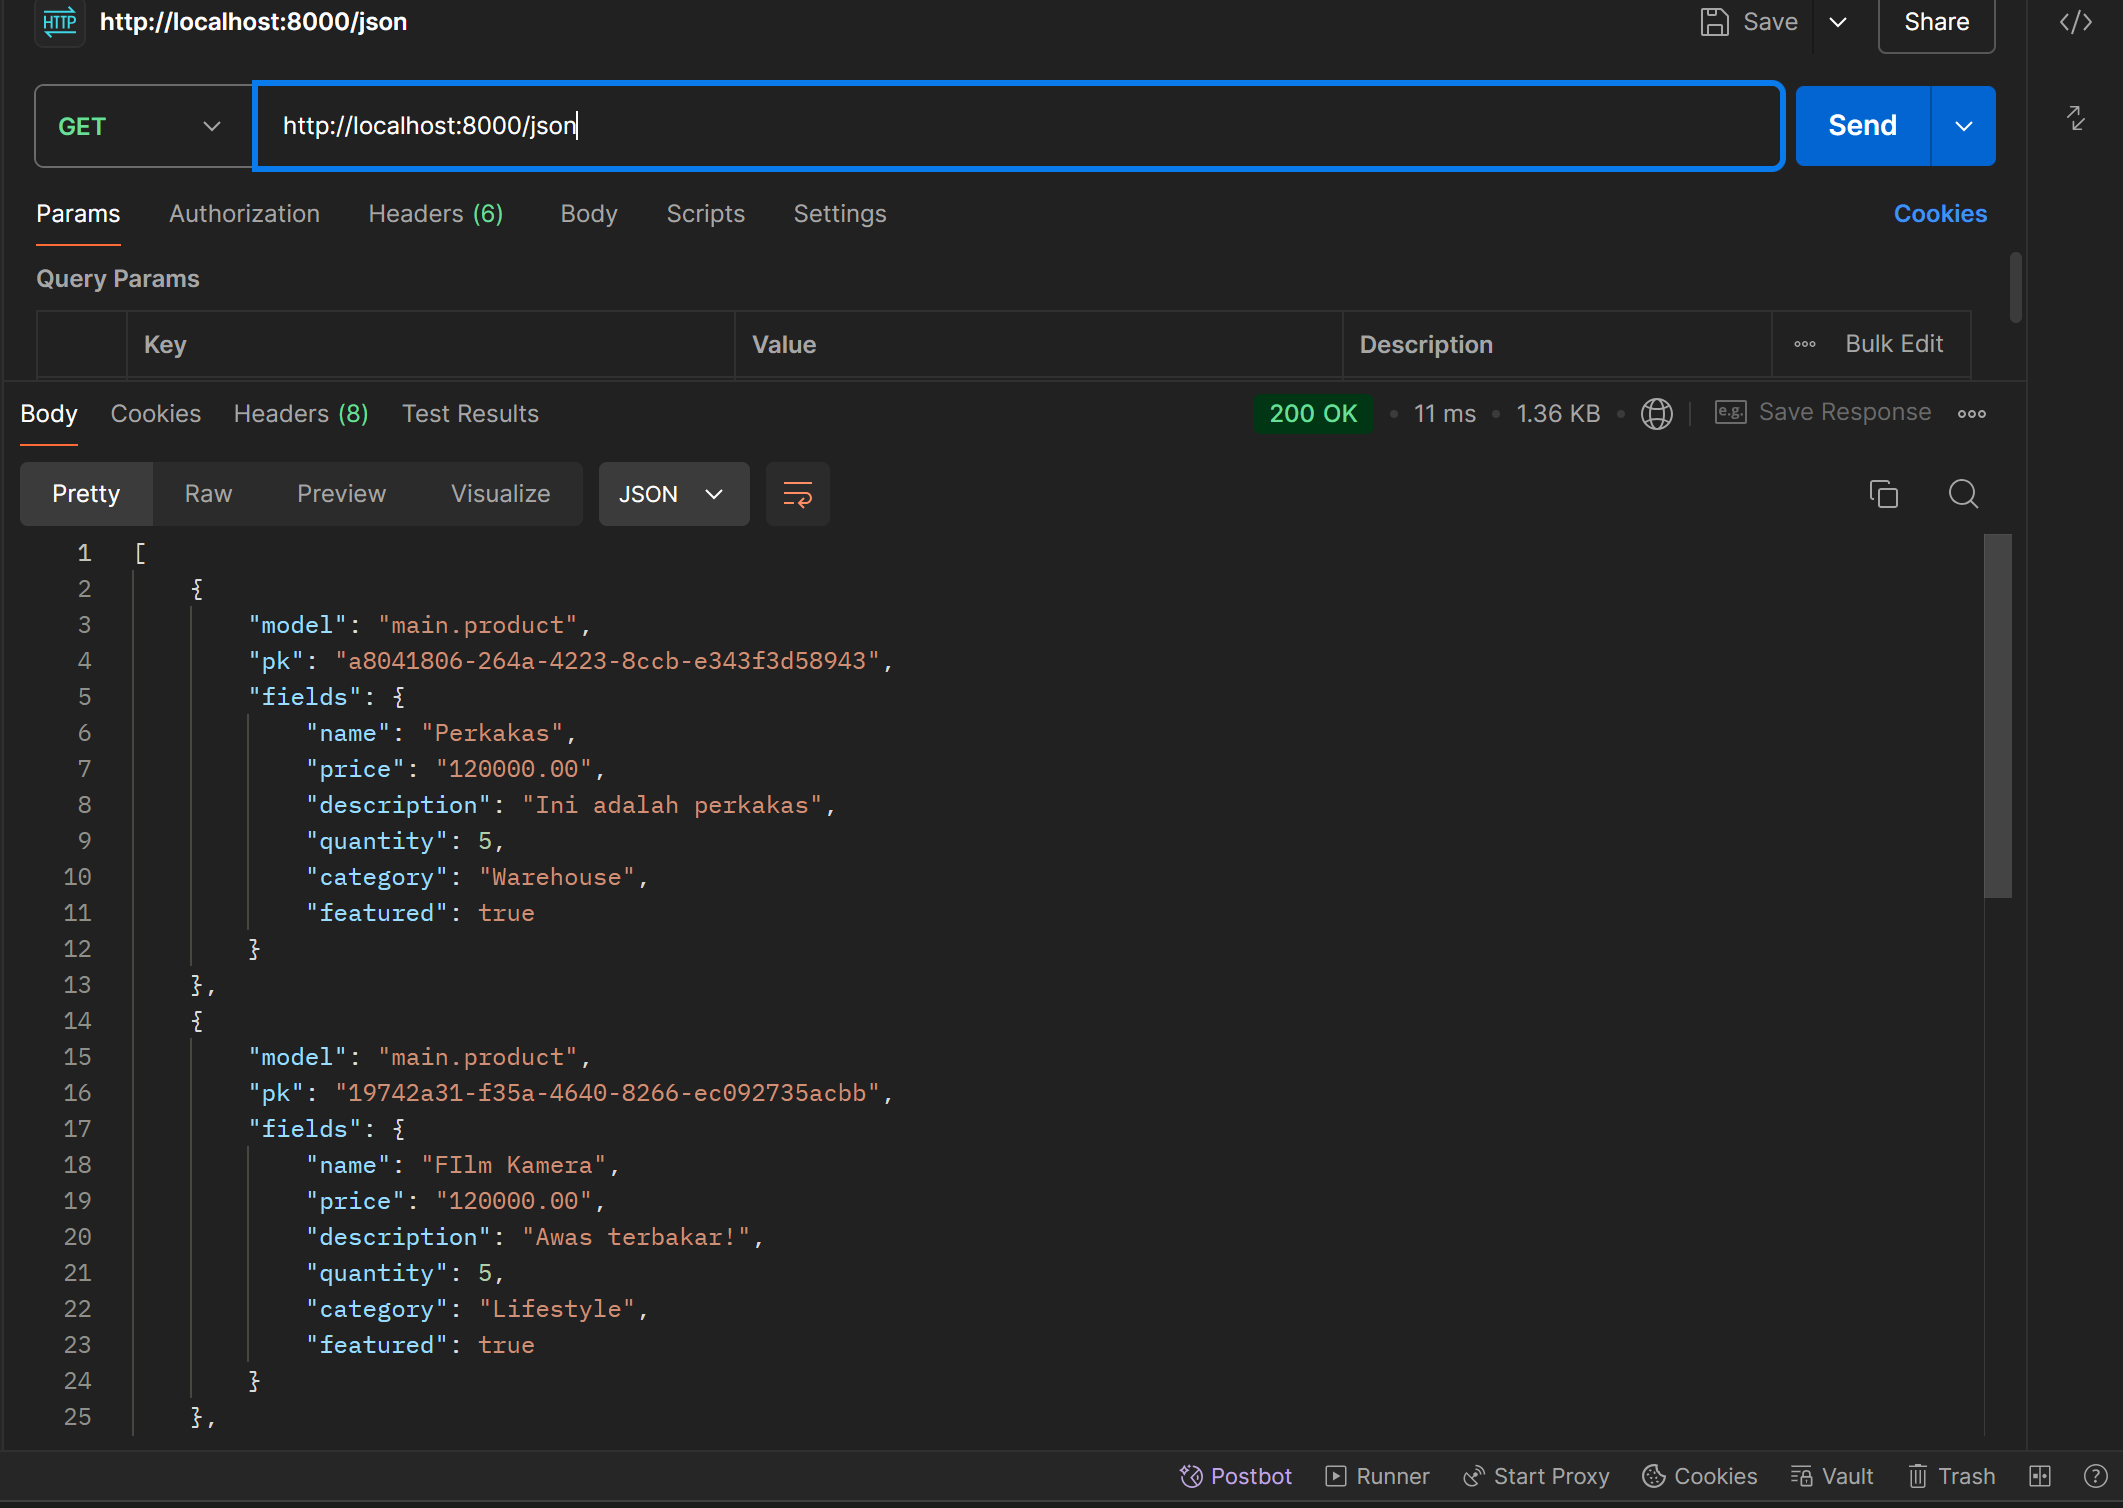 HTTP http://localhost:8000/json Save Share
GET http://localhost:8000/json Send
Params Authorization Headers (6) Body Scripts Settings Cookies
Query Params
Key Value Description Bulk Edit
Body Cookies Headers (8) Test Results 200 OK • 11 ms • 1.36 KB • e.g. Save Response
Pretty Raw Preview Visualize JSON
1 [
2 {
3 "model": "main.product",
4 "pk": "a8041806-264a-4223-8ccb-e343f3d58943",
5 "fields": {
6 "name": "Perkakas",
7 "price": "120000.00",
8 "description": "Ini adalah perkakas",
9 "quantity": 5,
10 "category": "Warehouse",
11 "featured": true
12 }
13 },
14 {
15 "model": "main.product",
16 "pk": "19742a31-f35a-4640-8266-ec092735acbb",
17 "fields": {
18 "name": "FIlm Kamera",
19 "price": "120000.00",
20 "description": "Awas terbakar!",
21 "quantity": 5,
22 "category": "Lifestyle",
23 "featured": true
24 }
25 },
Postbot Runner Start Proxy Cookies Vault Trash